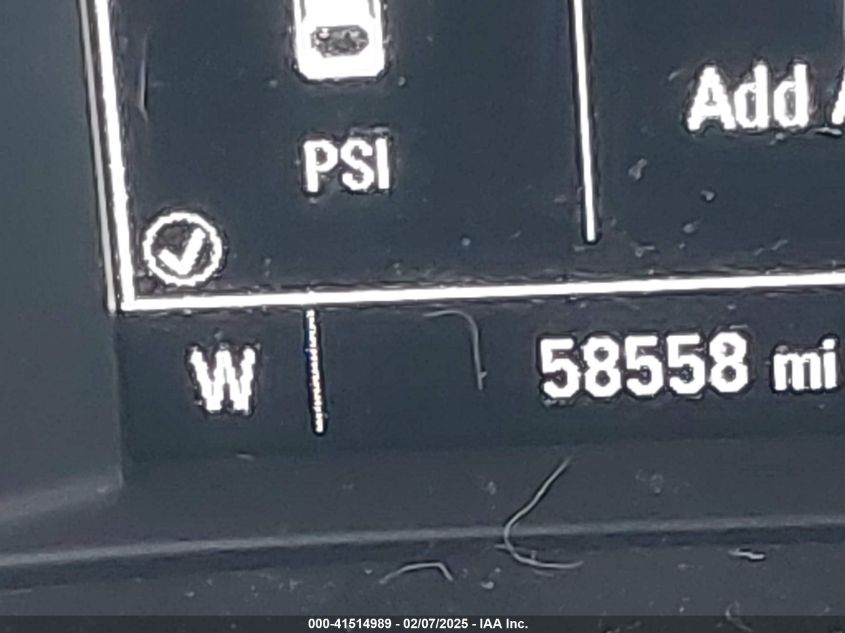 Add
PSI
W 58558 mi
000-41514989 - 02/07/2025 - IAA Inc.